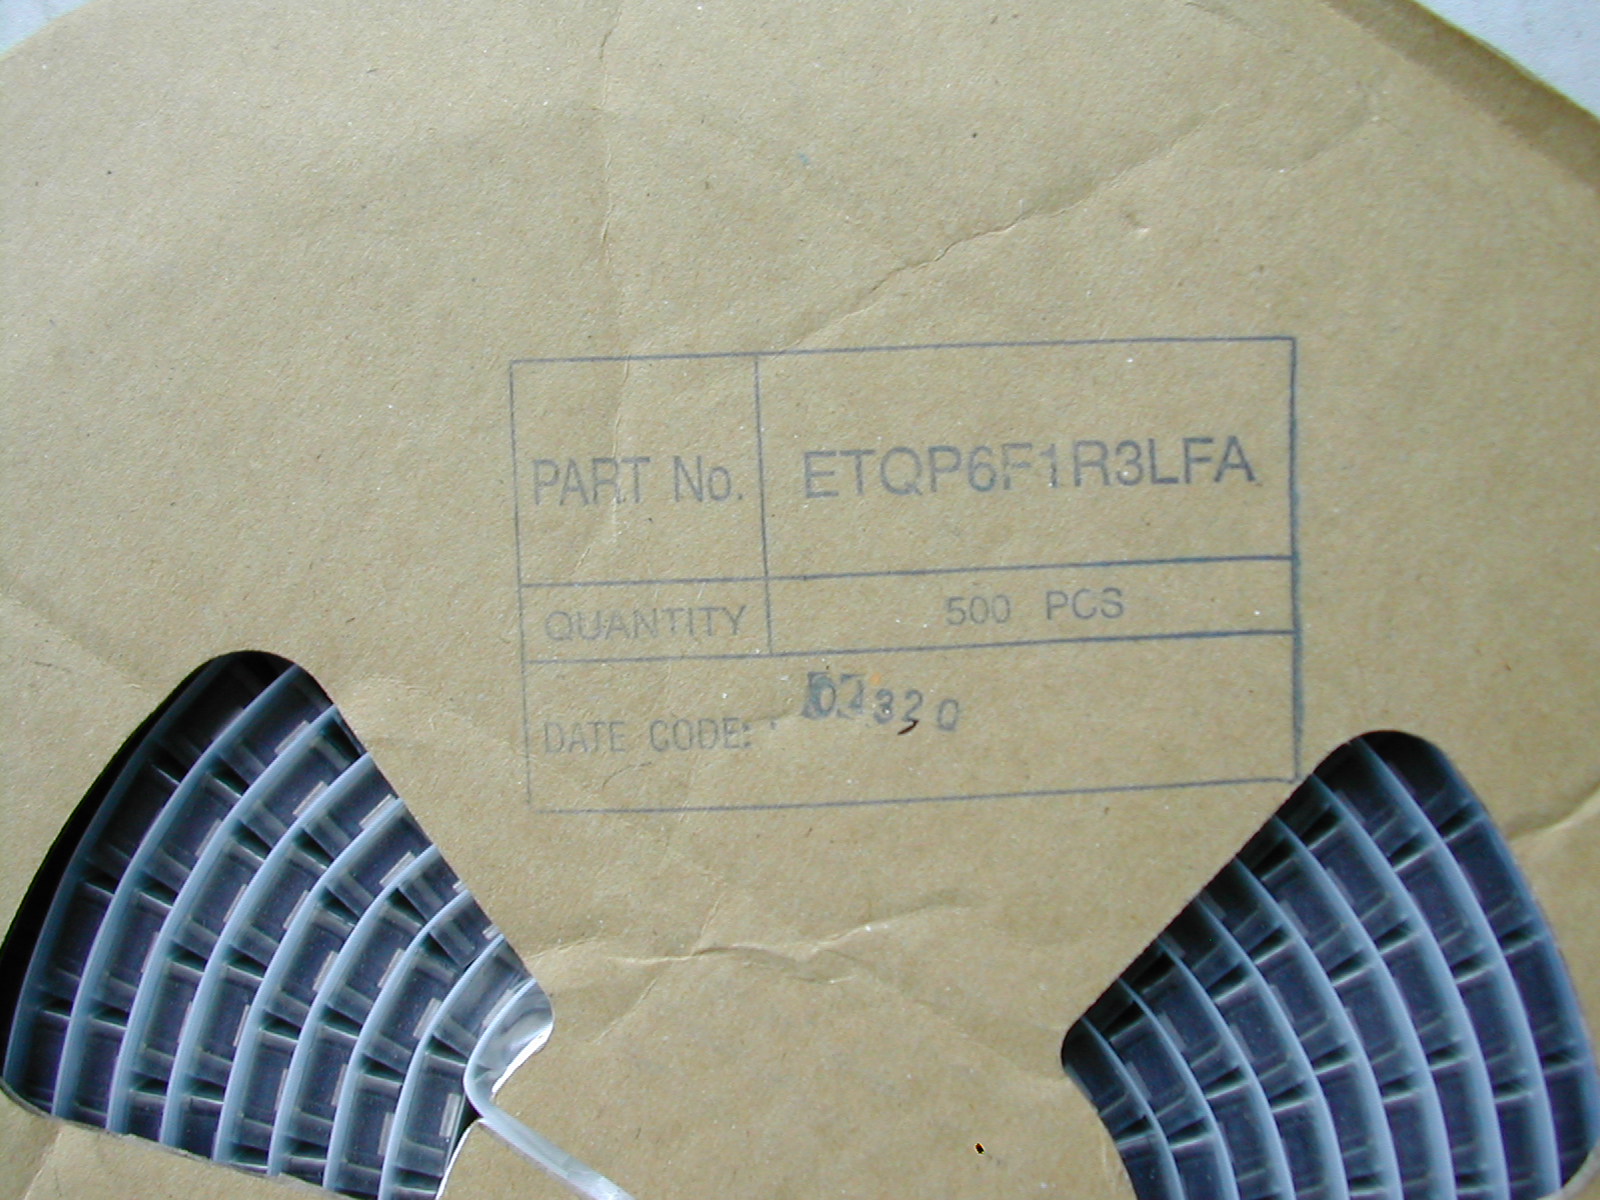 PART No. ETQP6F1R3LFA
QUANTITY 500 PCS
DATE CODE: